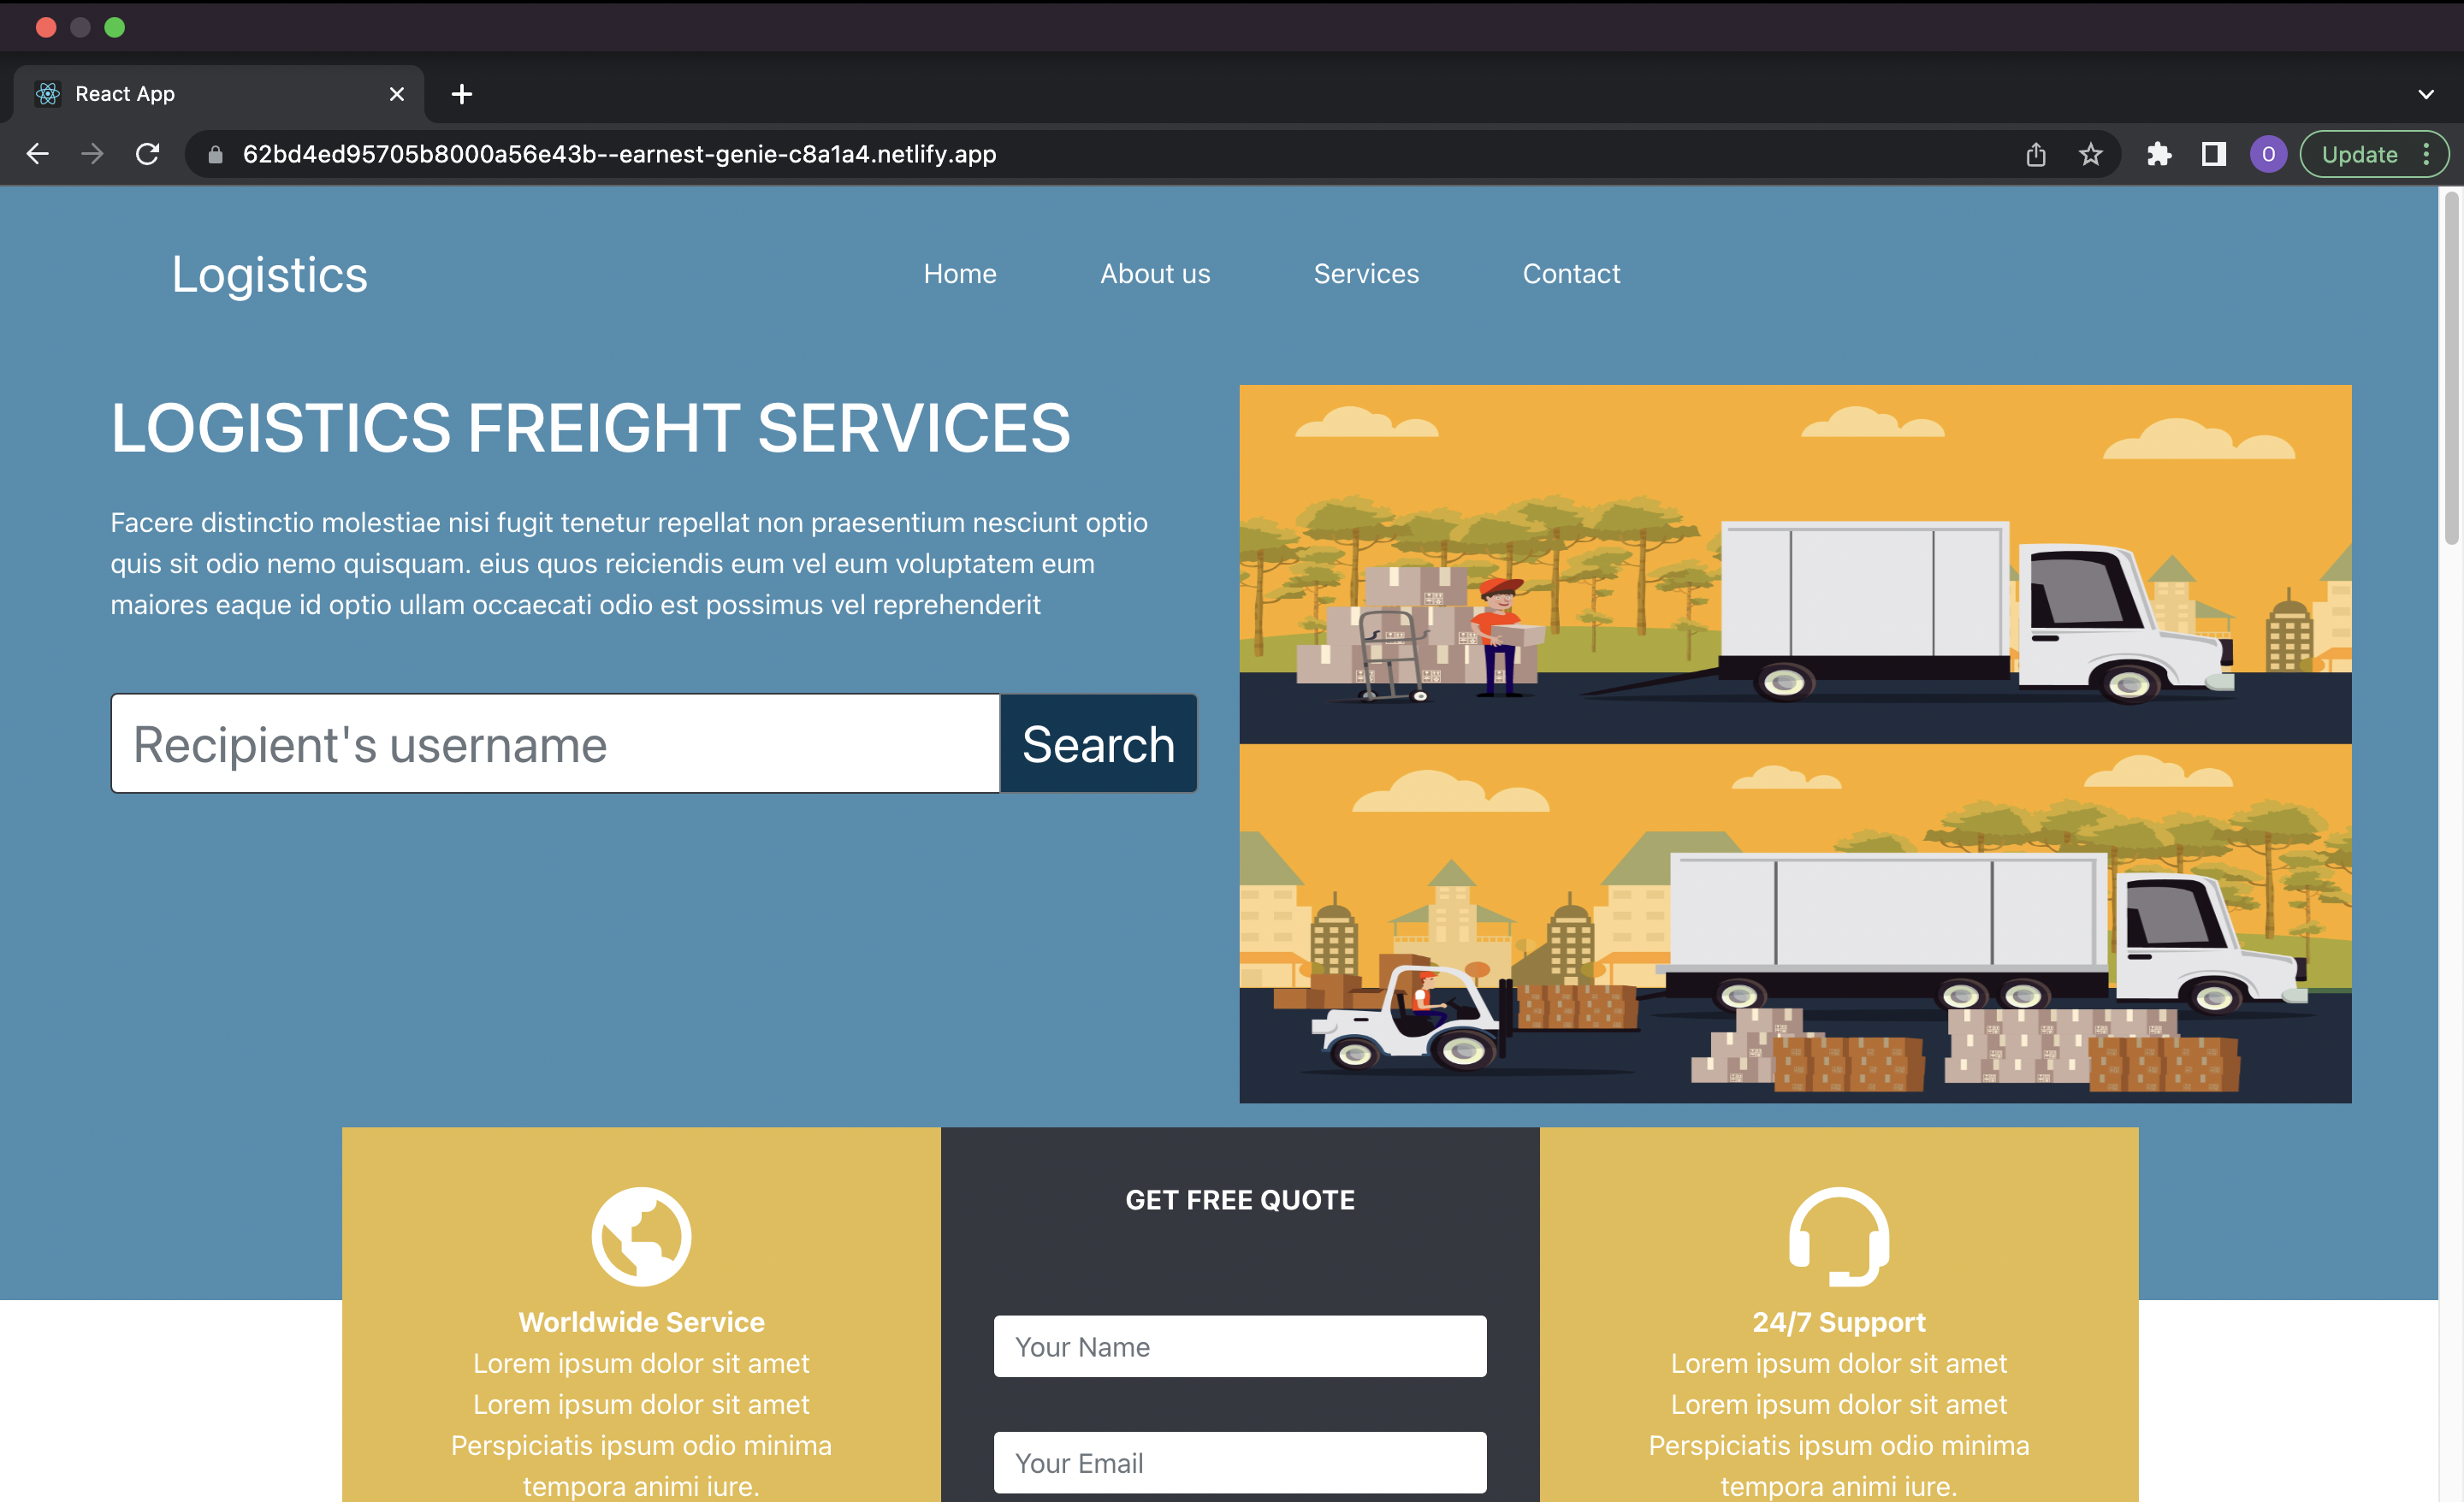 React App
62bd4ed95705b8000a56e43b--earnest-genie-c8a1a4.netlify.app
O
Update
Logistics
Home
About us
Services
Contact
LOGISTICS FREIGHT SERVICES
Facere distinctio molestiae nisi fugit tenetur repellat non praesentium nesciunt optio
quis sit odio nemo quisquam. eius quos reiciendis eum vel eum voluptatem eum
maiores eaque id optio ullam occaecati odio est possimus vel reprehenderit
Recipient's username
Search
Worldwide Service
Lorem ipsum dolor sit amet
Lorem ipsum dolor sit amet
Perspiciatis ipsum odio minima
tempora animi iure.
GET FREE QUOTE
Your Name
Your Email
24/7 Support
Lorem ipsum dolor sit amet
Lorem ipsum dolor sit amet
Perspiciatis ipsum odio minima
tempora animi iure.